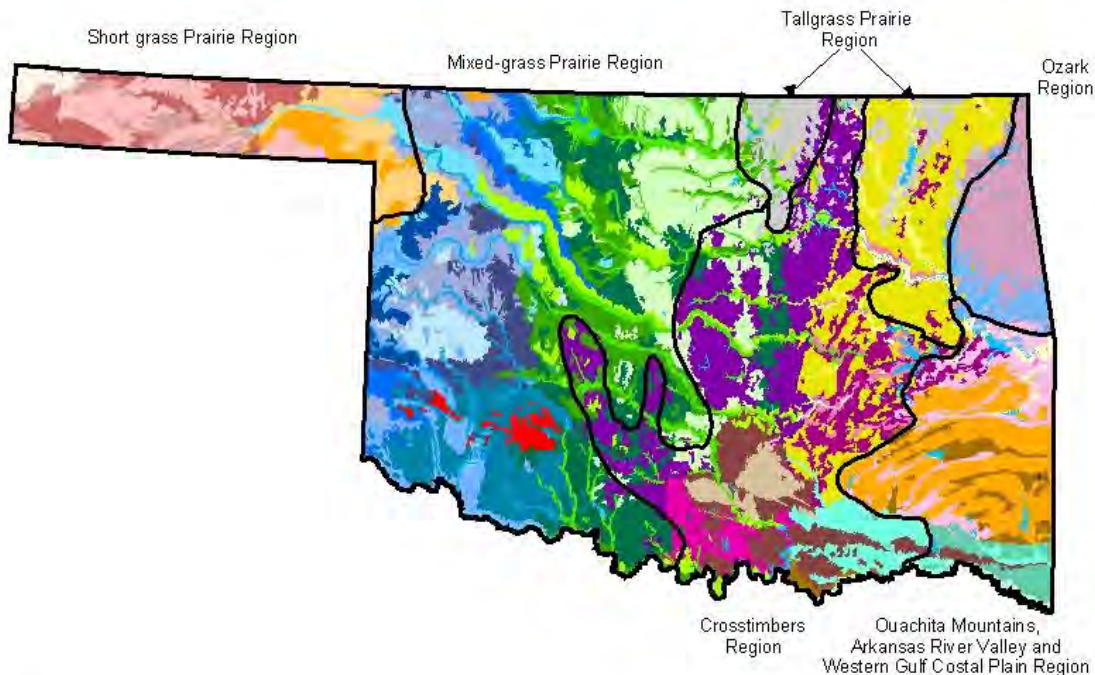 Tallgrass Prairie
Region
Short grass Prairie Region
Mixed-grass Prairie Region
Ozark
Region
Crosstimbers
Region
Ouachita Mountains,
Arkansas River Valley and
Western Gulf Costal Plain Region